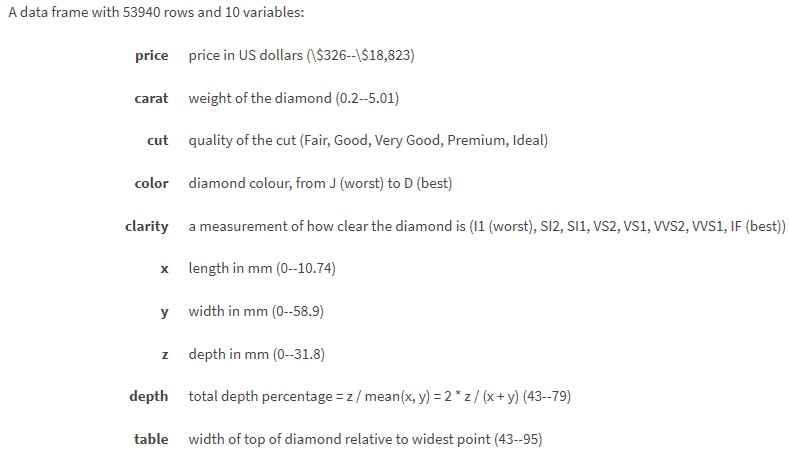 A data frame with 53940 rows and 10 variables:
price price in US dollars (\$326--\$18,823)
carat weight of the diamond (0.2--5.01)
cut quality of the cut (Fair, Good, Very Good, Premium, Ideal)
color diamond colour, from J (worst) to D (best)
clarity a measurement of how clear the diamond is (I1 (worst), SI2, SI1, VS2, VS1, VVS2, VVS1, IF (best))
x length in mm (0--10.74)
y width in mm (0--58.9)
z depth in mm (0--31.8)
depth total depth percentage = z / mean(x, y) = 2 * z / (x + y) (43--79)
table width of top of diamond relative to widest point (43--95)